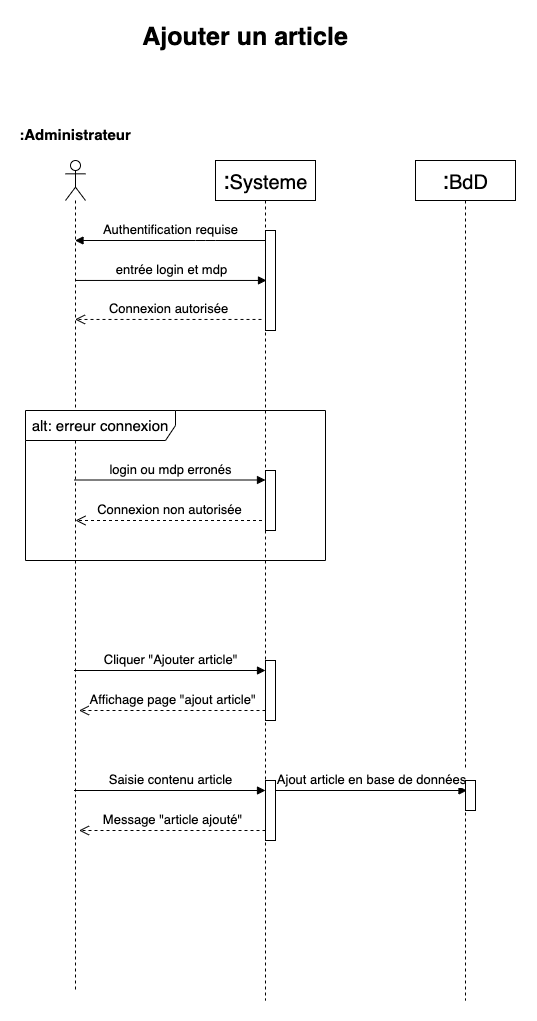 Ajouter un article
:Administrateur
:Systeme
:BdD
Authentification requise
entrée login et mdp
Connexion autorisée
alt: erreur connexion
login ou mdp erronés
Connexion non autorisée
Cliquer "Ajouter article"
Affichage page "ajout article"
Saisie contenu article
Ajout article en base de données
Message "article ajouté"